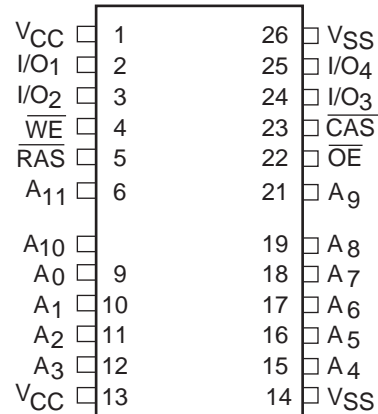 VCC 1 26 VSS
I/O1 2 25 I/O4
I/O2 3 24 I/O3
WE 4 23 CAS
RAS 5 22 OE
A11 6 21 A9
A10 19 A8
A0 9 18 A7
A1 10 17 A6
A2 11 16 A5
A3 12 15 A4
VCC 13 14 VSS